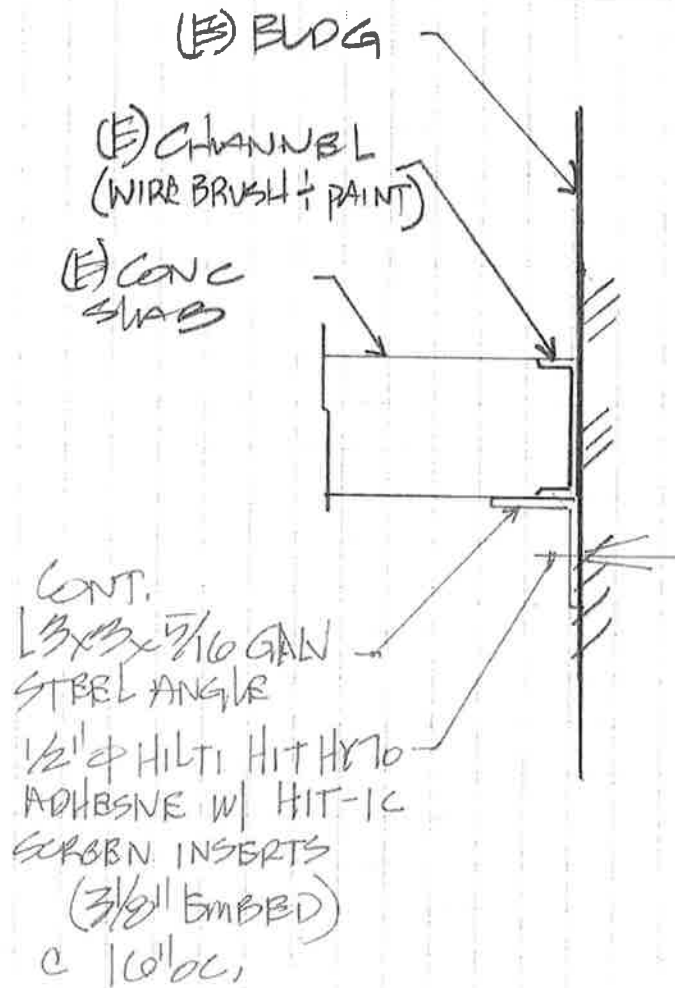 (E) BLDG
(E) CHANNEL
(WIRE BRUSH + PAINT)
(E) CONC
SLAB
CONT.
L3x3x5/16 GALV
STEEL ANGLE
1/2"φ HILTI HIT HY70
ADHESIVE W/ HIT-IC
SCREEN INSERTS
(3 1/8" EMBED)
@ 16" OC.